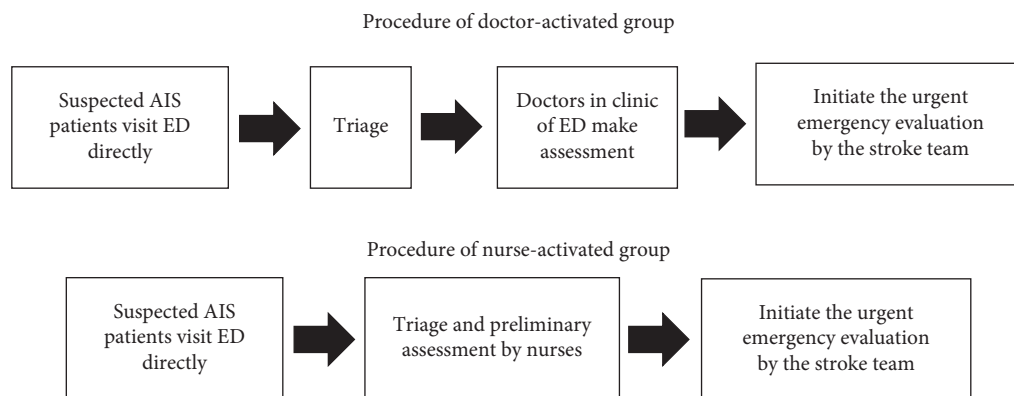 Procedure of doctor-activated group
Suspected AIS
patients visit ED
directly
Triage
Doctors in clinic
of ED make
assessment
Initiate the urgent
emergency evaluation
by the stroke team
Procedure of nurse-activated group
Suspected AIS
patients visit ED
directly
Triage and preliminary
assessment by nurses
Initiate the urgent
emergency evaluation
by the stroke team